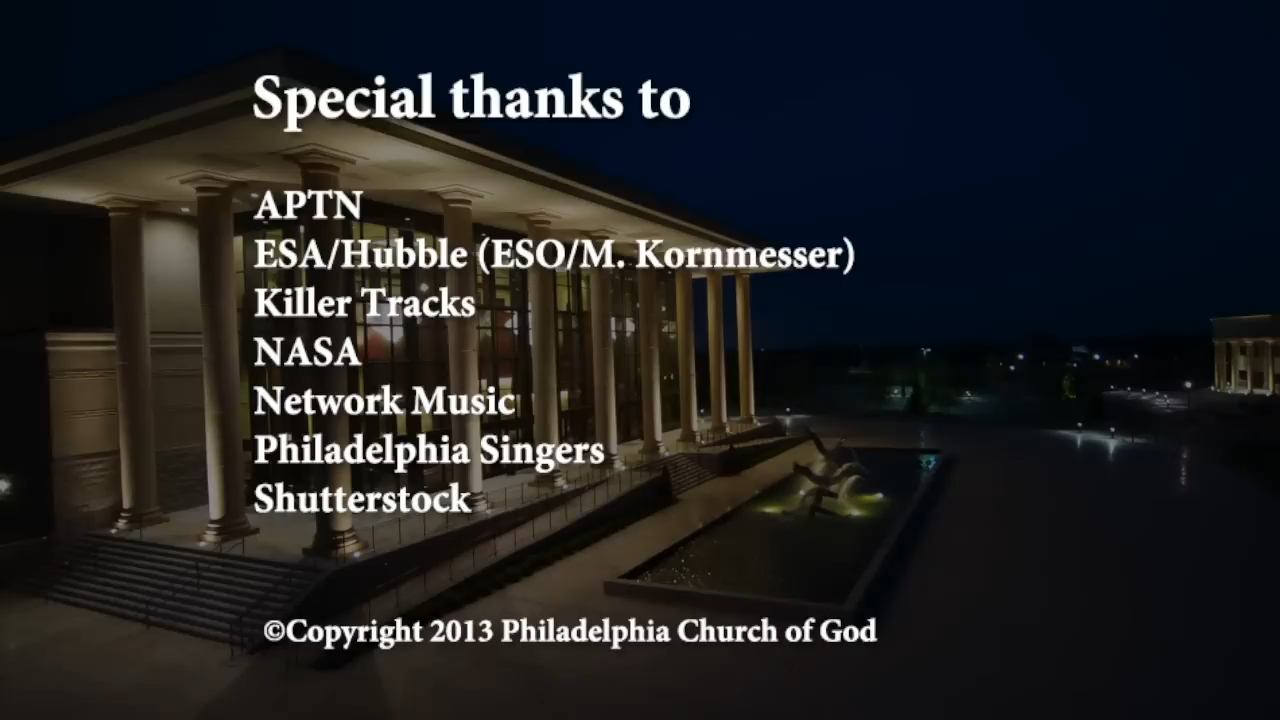 Special thanks to
APTN
ESA/Hubble (ESO/M. Kornmesser)
Killer Tracks
NASA
Network Music
Philadelphia Singers
Shutterstock
©Copyright 2013 Philadelphia Church of God